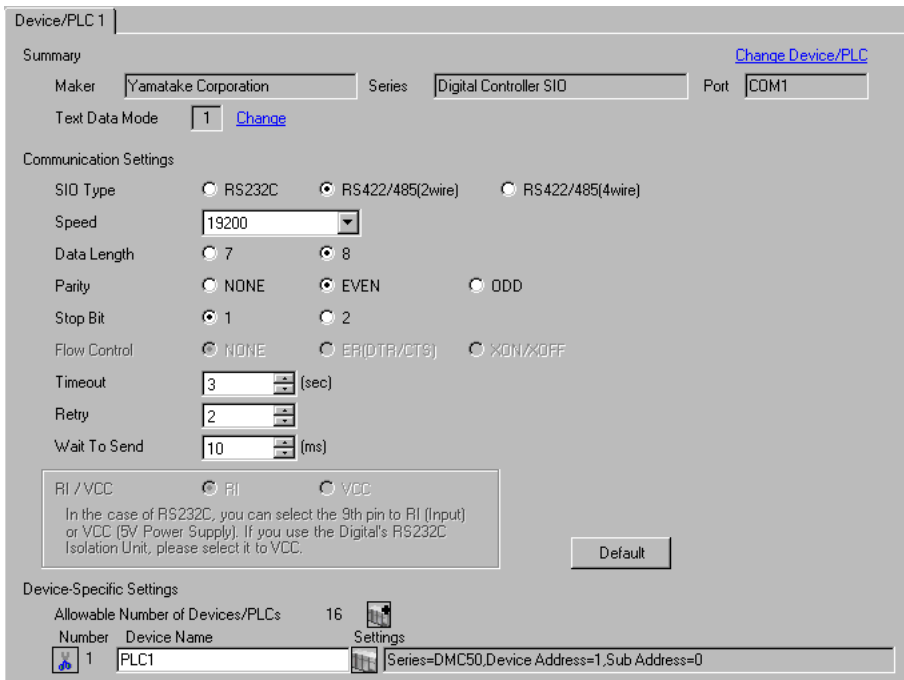 Device/PLC 1
Summary Change Device/PLC
Maker Yamatake Corporation Series Digital Controller SIO Port COM1
Text Data Mode 1 Change
Communication Settings
SIO Type RS232C RS422/485(2wire) RS422/485(4wire)
Speed 19200
Data Length 7 8
Parity NONE EVEN ODD
Stop Bit 1 2
Flow Control NONE ER(DTR/CTS) XON/XOFF
Timeout 3 (sec)
Retry 2
Wait To Send 10 (ms)
RI / VCC RI VCC
In the case of RS232C, you can select the 9th pin to RI (Input)
or VCC (5V Power Supply). If you use the Digital's RS232C
Isolation Unit, please select it to VCC.
Default
Device-Specific Settings
Allowable Number of Devices/PLCs 16
Number Device Name Settings
1 PLC1 Series=DMC50,Device Address=1,Sub Address=0